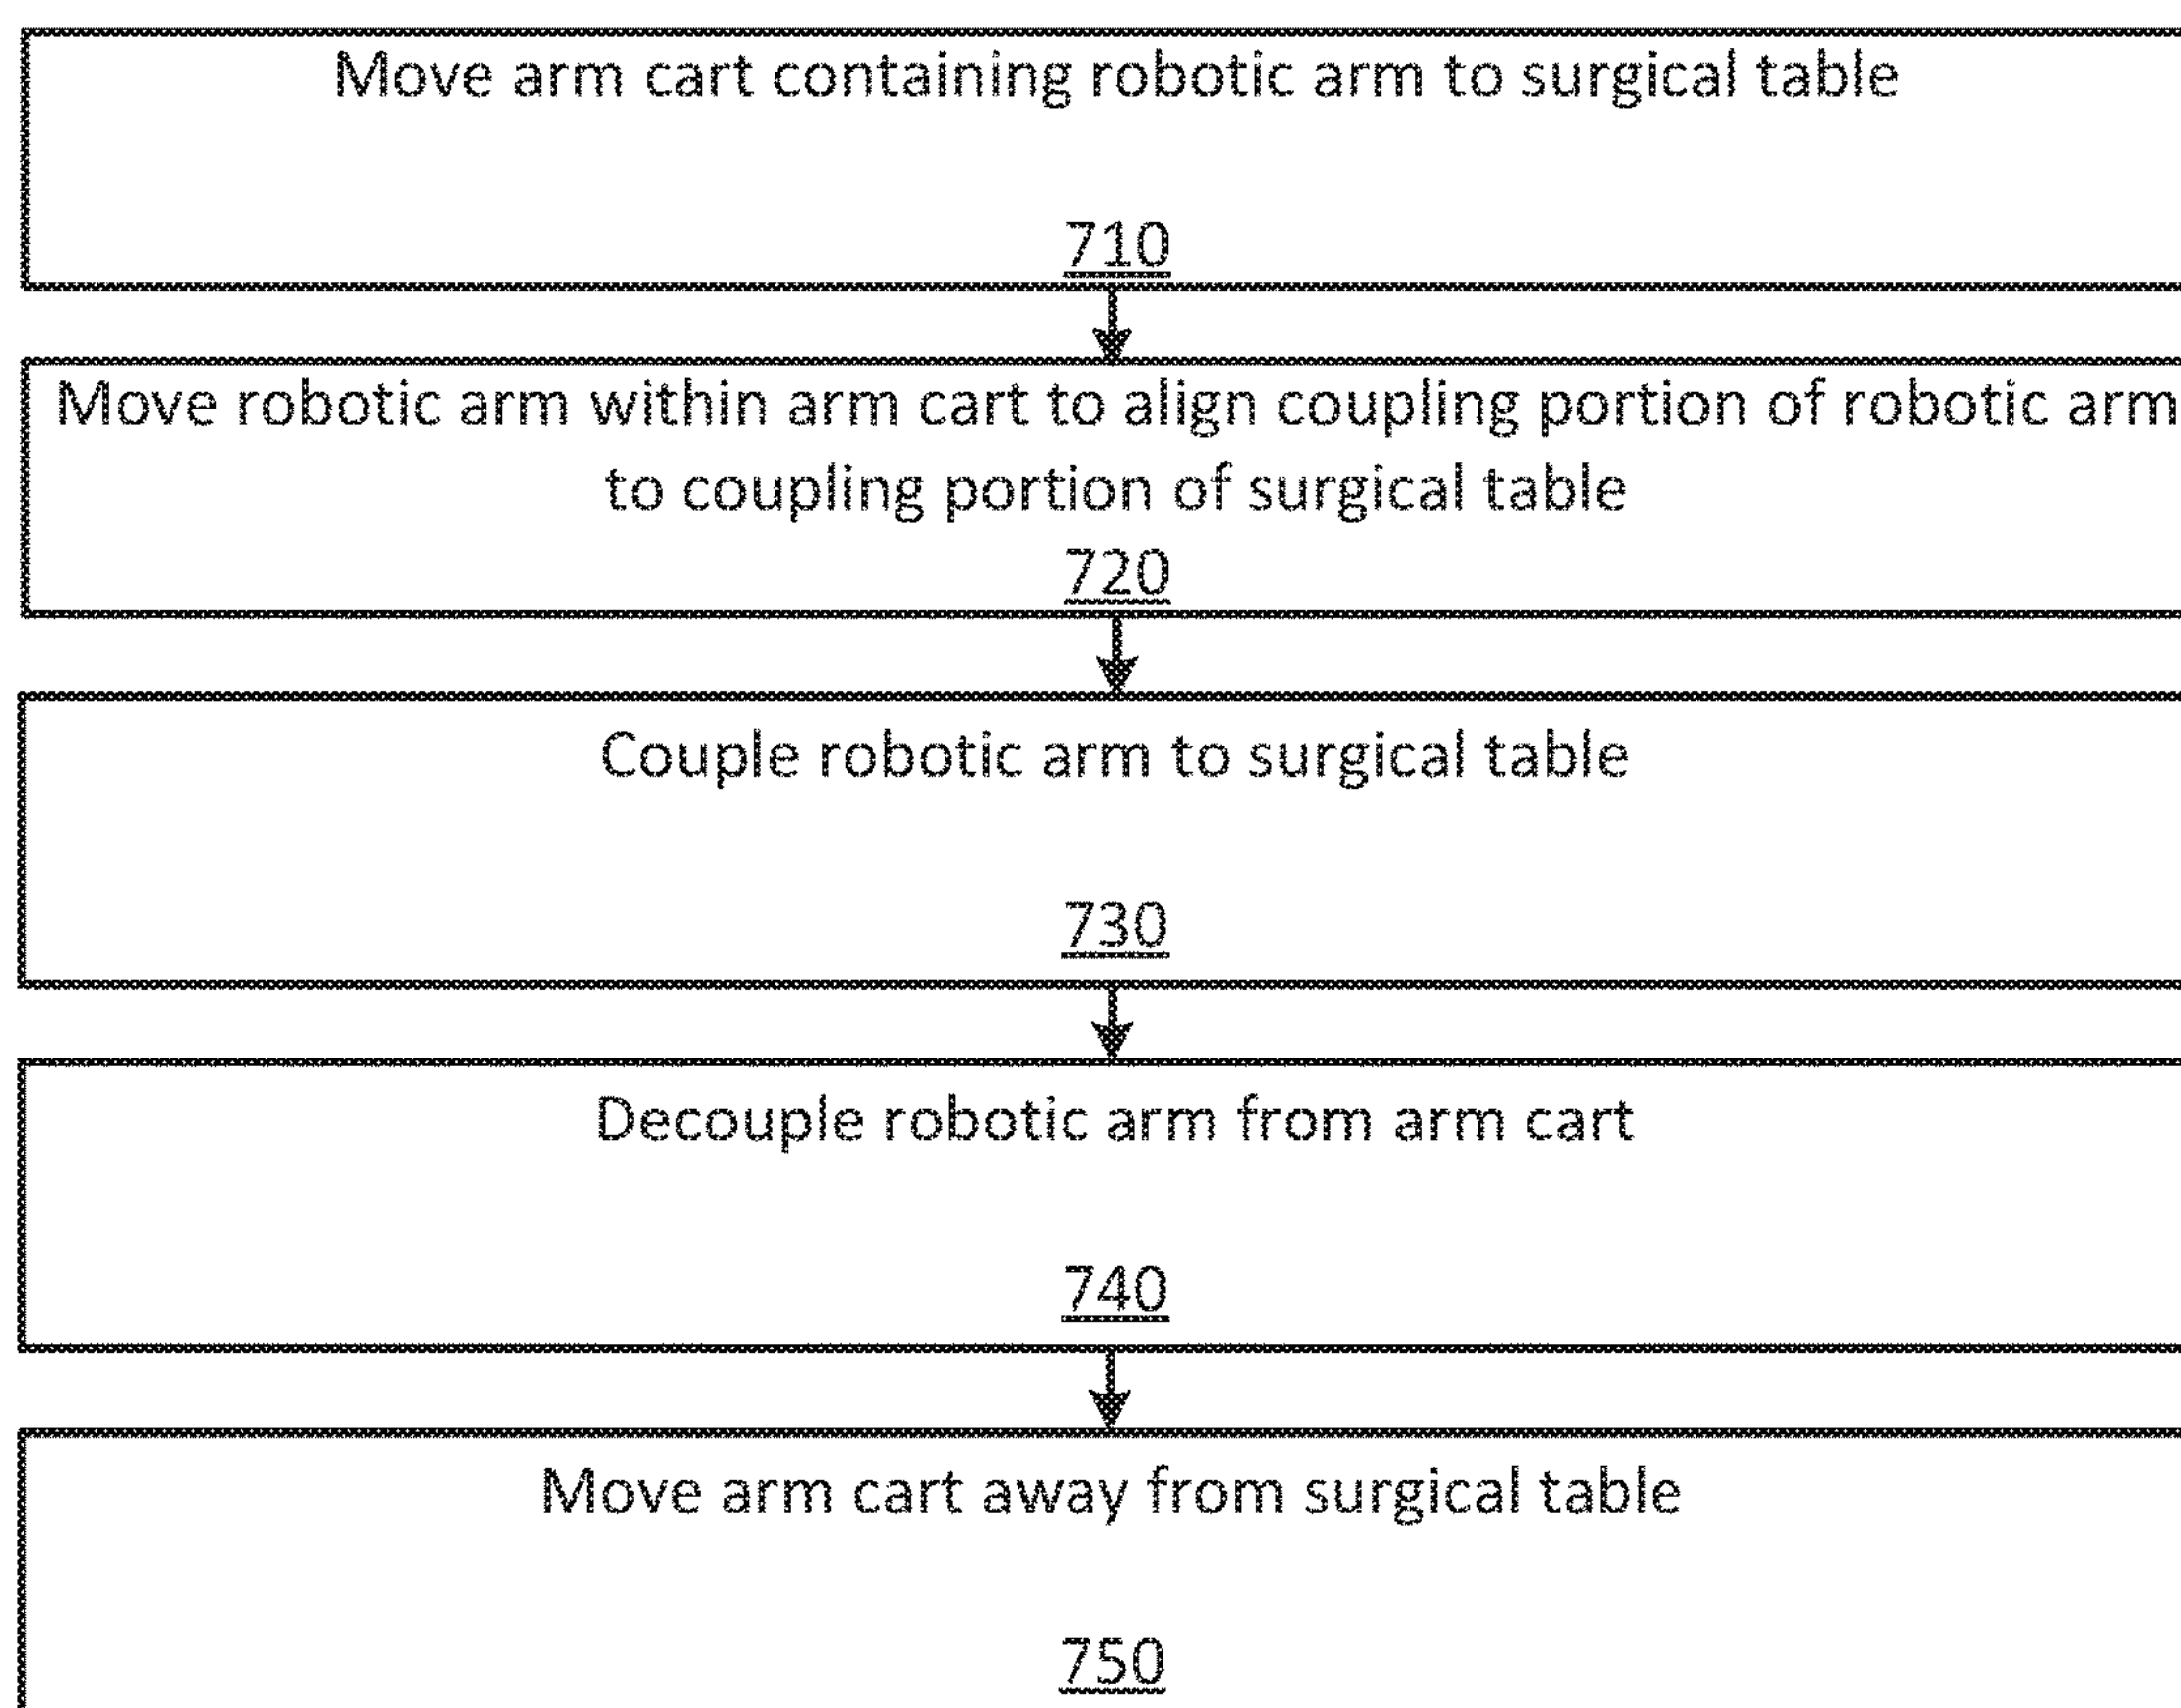 Move arm cart containing robotic arm to surgical table
710
Move robotic arm within arm cart to align coupling portion of robotic arm
to coupling portion of surgical table
720
Couple robotic arm to surgical table
730
Decouple robotic arm from arm cart
740
Move arm cart away from surgical table
750